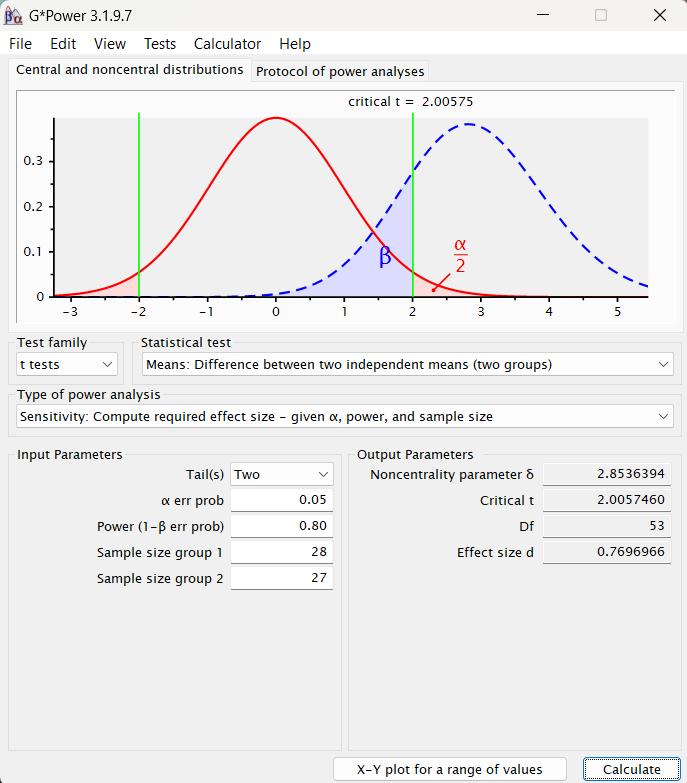 G*Power 3.1.9.7
File Edit View Tests Calculator Help
Central and noncentral distributions Protocol of power analyses
critical t = 2.00575
0.3
0.2
0.1
0
β
α
2
-3 -2 -1 0 1 2 3 4 5
Test family Statistical test
t tests Means: Difference between two independent means (two groups)
Type of power analysis
Sensitivity: Compute required effect size – given α, power, and sample size
Input Parameters
Tail(s) Two
α err prob 0.05
Power (1-β err prob) 0.80
Sample size group 1 28
Sample size group 2 27
Output Parameters
Noncentrality parameter δ 2.8536394
Critical t 2.0057460
Df 53
Effect size d 0.7696966
X-Y plot for a range of values Calculate